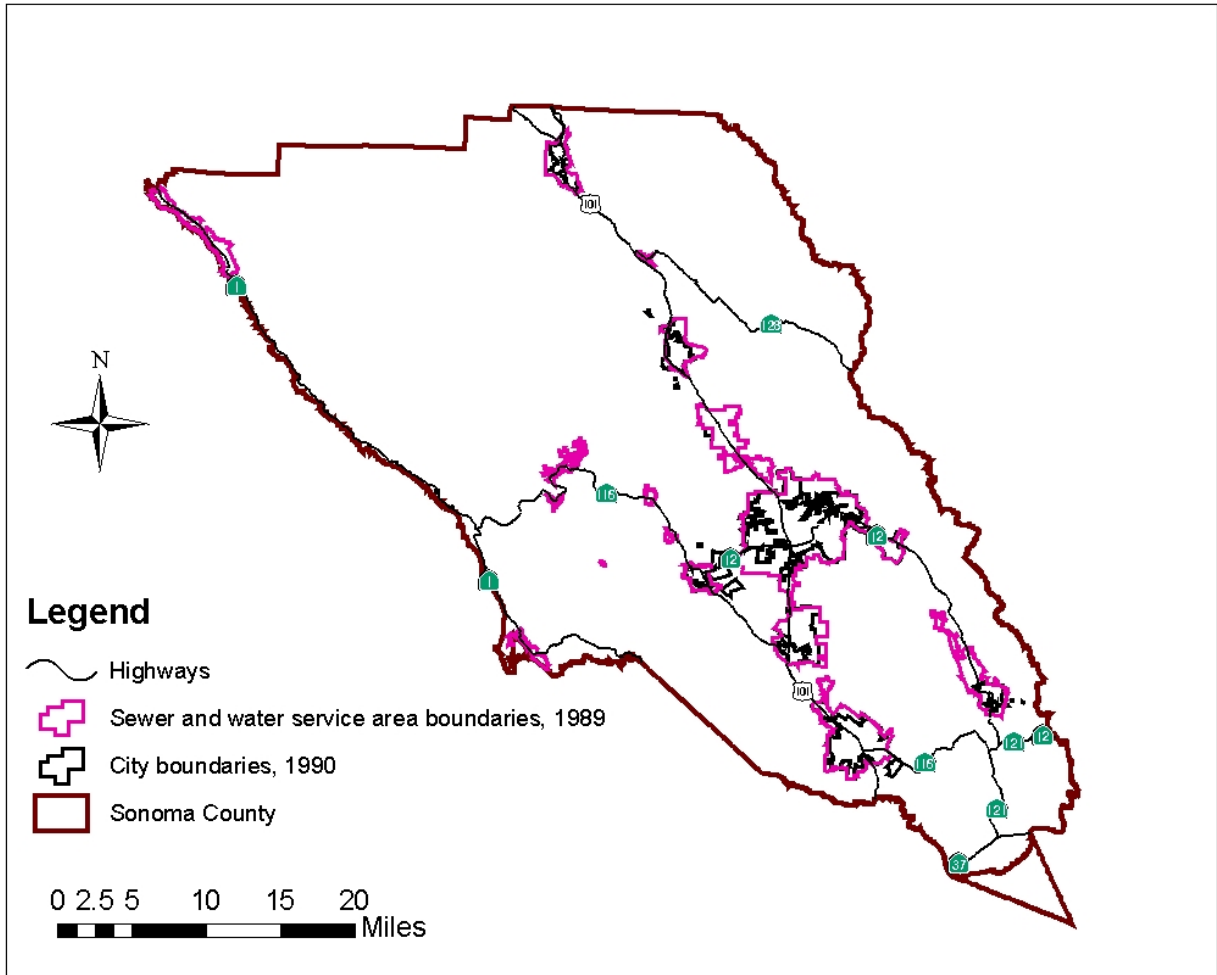 101
1
128
N
116
12
12
1
Legend
Highways
101
Sewer and water service area boundaries, 1989
121
12
City boundaries, 1990
116
Sonoma County
121
37
0 2.5 5 10 15 20
Miles